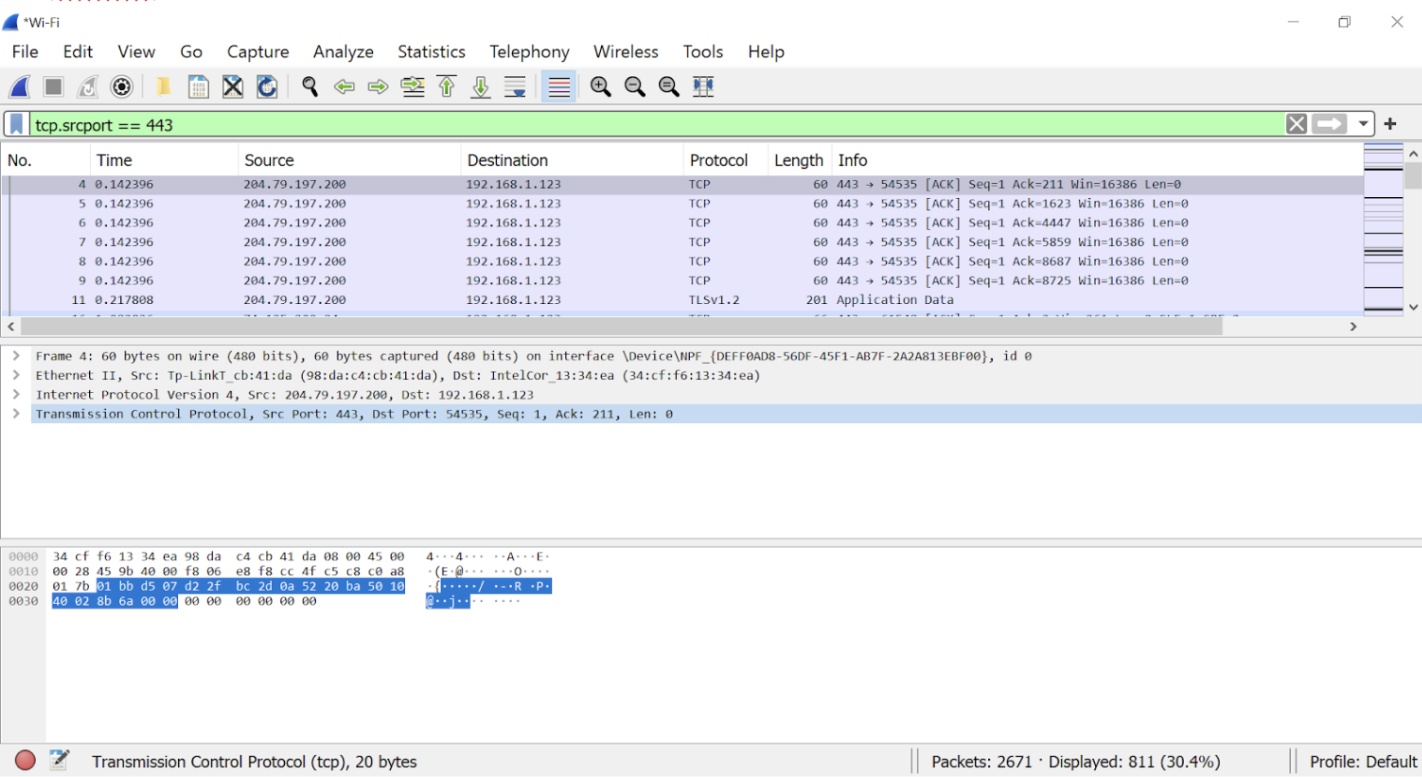 *Wi-Fi
File Edit View Go Capture Analyze Statistics Telephony Wireless Tools Help
tcp.srcport == 443
No. Time Source Destination Protocol Length Info
4 0.142396 204.79.197.200 192.168.1.123 TCP 60 443 → 54535 [ACK] Seq=1 Ack=211 Win=16386 Len=0
5 0.142396 204.79.197.200 192.168.1.123 TCP 60 443 → 54535 [ACK] Seq=1 Ack=1623 Win=16386 Len=0
6 0.142396 204.79.197.200 192.168.1.123 TCP 60 443 → 54535 [ACK] Seq=1 Ack=4447 Win=16386 Len=0
7 0.142396 204.79.197.200 192.168.1.123 TCP 60 443 → 54535 [ACK] Seq=1 Ack=5859 Win=16386 Len=0
8 0.142396 204.79.197.200 192.168.1.123 TCP 60 443 → 54535 [ACK] Seq=1 Ack=8687 Win=16386 Len=0
9 0.142396 204.79.197.200 192.168.1.123 TCP 60 443 → 54535 [ACK] Seq=1 Ack=8725 Win=16386 Len=0
11 0.217808 204.79.197.200 192.168.1.123 TLSv1.2 201 Application Data
Frame 4: 60 bytes on wire (480 bits), 60 bytes captured (480 bits) on interface \Device\NPF_{DEFF0AD8-56DF-45F1-AB7F-2A2A813EBF00}, id 0
Ethernet II, Src: Tp-LinkT_cb:41:da (98:da:c4:cb:41:da), Dst: IntelCor_13:34:ea (34:cf:f6:13:34:ea)
Internet Protocol Version 4, Src: 204.79.197.200, Dst: 192.168.1.123
Transmission Control Protocol, Src Port: 443, Dst Port: 54535, Seq: 1, Ack: 211, Len: 0
0000 34 cf f6 13 34 ea 98 da c4 cb 41 da 08 00 45 00 4···4··· ··A···E·
0010 00 28 45 9b 40 00 f8 06 e8 f8 cc 4f c5 c8 c0 a8 ·(E·@··· ···O····
0020 01 7b 01 bb d5 07 d2 2f bc 2d 0a 52 20 ba 50 10 ·{·····/ ·-·R ·P·
0030 40 02 8b 6a 00 00 00 00 00 00 00 00 @··j···· ····
Transmission Control Protocol (tcp), 20 bytes
Packets: 2671 · Displayed: 811 (30.4%)
Profile: Default